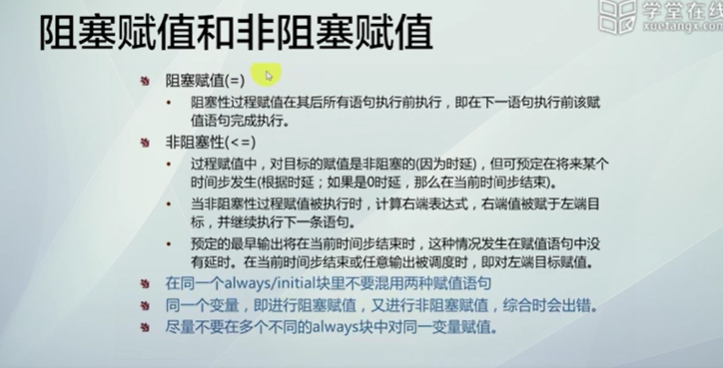 学堂在线
xuetangx.com
阻塞赋值和非阻塞赋值
阻塞赋值(=)
阻塞性过程赋值在其后所有语句执行前执行，即在下一语句执行前该赋
值语句完成执行。
非阻塞性(<=)
过程赋值中，对目标的赋值是非阻塞的(因为时延)，但可预定在将来某个
时间步发生(根据时延；如果是0时延，那么在当前时间步结束)。
当非阻塞性过程赋值被执行时，计算右端表达式，右端值被赋于左端目
标，并继续执行下一条语句。
预定的最早输出将在当前时间步结束时，这种情况发生在赋值语句中没
有延时。在当前时间步结束或任意输出被调度时，即对左端目标赋值。
在同一个always/initial块里不要混用两种赋值语句
同一个变量，即进行阻塞赋值，又进行非阻塞赋值，综合时会出错。
尽量不要在多个不同的always块中对同一变量赋值。